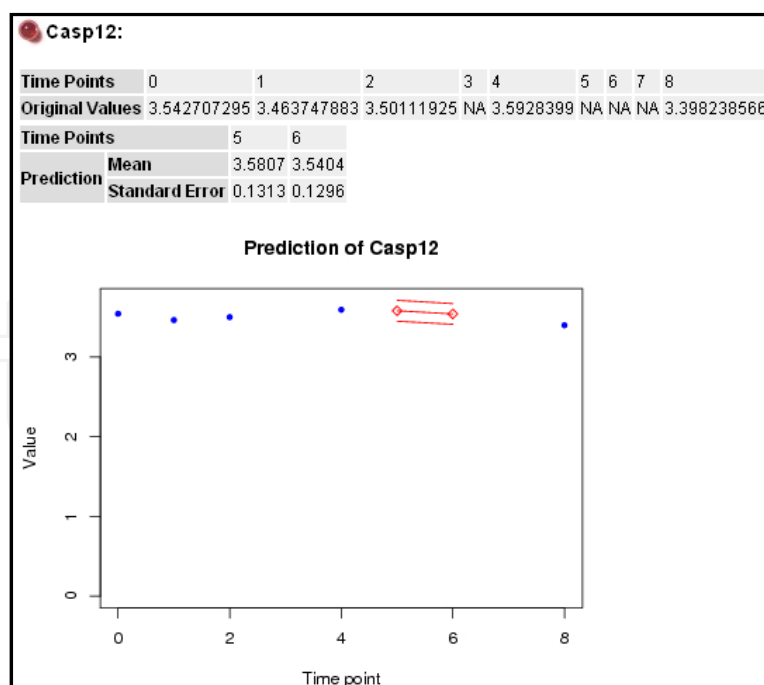 Casp12:
Time Points 0 1 2 3 4 5 6 7 8
Original Values 3.542707295 3.463747883 3.50111925 NA 3.5928399 NA NA NA 3.398238566
Time Points 5 6
Prediction Mean 3.5807 3.5404
Standard Error 0.1313 0.1296
Prediction of Casp12
3
2
1
0
Value
0 2 4 6 8
Time point